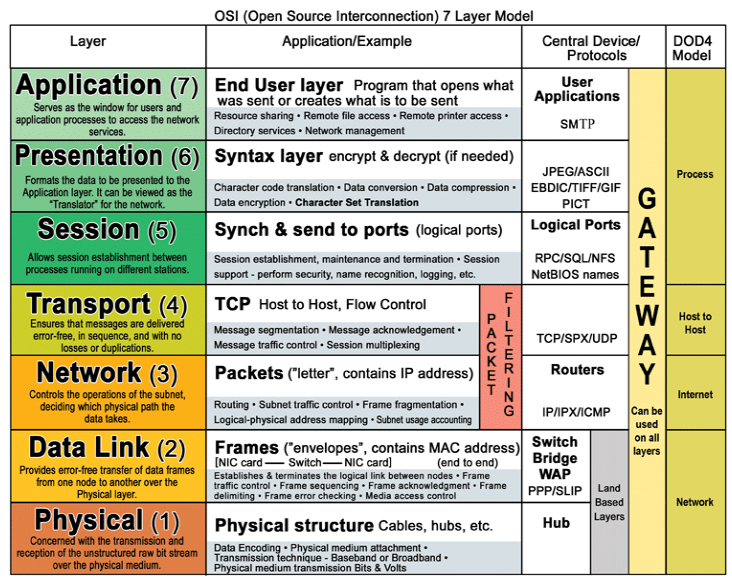 OSI (Open Source Interconnection) 7 Layer Model
Layer
Application/Example
Central Device/
Protocols
DOD4
Model
Application (7)
Serves as the window for users and
application processes to access the network
services.
End User layer Program that opens what
was sent or creates what is to be sent
Resource sharing • Remote file access • Remote printer access •
Directory services • Network management
User
Applications
SMTP
Presentation (6)
Formats the data to be presented to the
Application layer. It can be viewed as the
"Translator" for the network.
Syntax layer encrypt & decrypt (if needed)
Character code translation • Data conversion • Data compression •
Data encryption • Character Set Translation
JPEG/ASCII
EBDIC/TIFF/GIF
PICT
Process
Session (5)
Allows session establishment between
processes running on different stations.
Synch & send to ports (logical ports)
Session establishment, maintenance and termination • Session
support - perform security, name recognition, logging, etc.
Logical Ports
RPC/SQL/NFS
NetBIOS names
Transport (4)
Ensures that messages are delivered
error-free, in sequence, and with no
losses or duplications.
TCP Host to Host, Flow Control
Message segmentation • Message acknowledgement •
Message traffic control • Session multiplexing
PACKET
FILTERING
TCP/SPX/UDP
Host to
Host
Network (3)
Controls the operations of the subnet,
deciding which physical path the
data takes.
Packets ("letter", contains IP address)
Routing • Subnet traffic control • Frame fragmentation •
Logical-physical address mapping • Subnet usage accounting
Routers
IP/IPX/ICMP
Internet
GATEWAY
Can be
used
on all
layers
Data Link (2)
Provides error-free transfer of data frames
from one node to another over the
Physical layer.
Frames ("envelopes", contains MAC address)
[NIC card — Switch — NIC card] (end to end)
Establishes & terminates the logical link between nodes • Frame
traffic control • Frame sequencing • Frame acknowledgment • Frame
delimiting • Frame error checking • Media access control
Switch
Bridge
WAP
PPP/SLIP
Land
Based
Layers
Network
Physical (1)
Concerned with the transmission and
reception of the unstructured raw bit stream
over the physical medium.
Physical structure Cables, hubs, etc.
Data Encoding • Physical medium attachment •
Transmission technique - Baseband or Broadband •
Physical medium transmission Bits & Volts
Hub